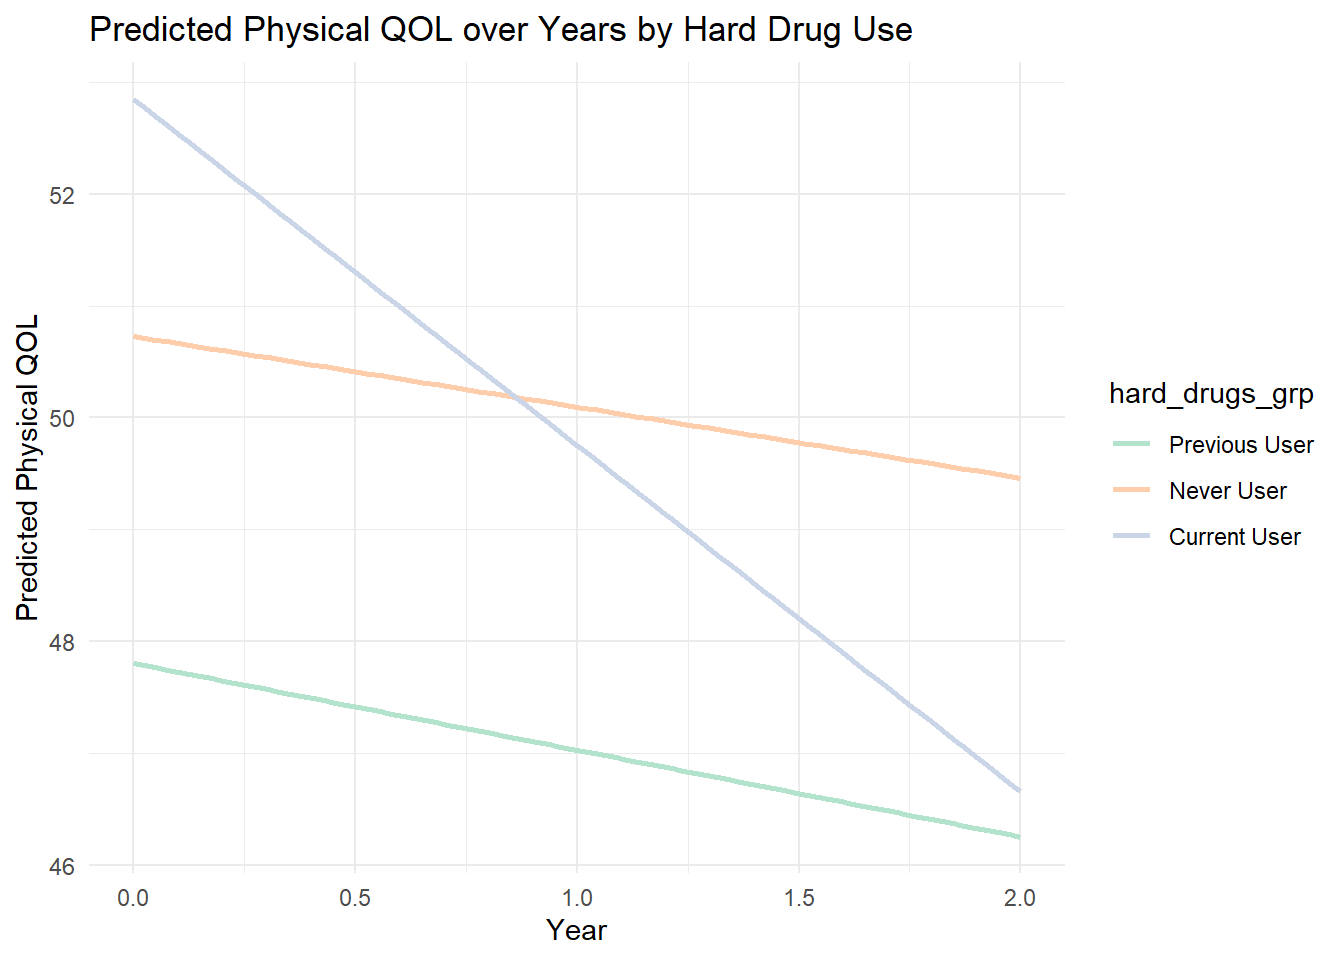 Predicted Physical QOL over Years by Hard Drug Use
Predicted Physical QOL
52
50
48
46
0.0 0.5 1.0 1.5 2.0
Year
hard_drugs_grp
Previous User
Never User
Current User